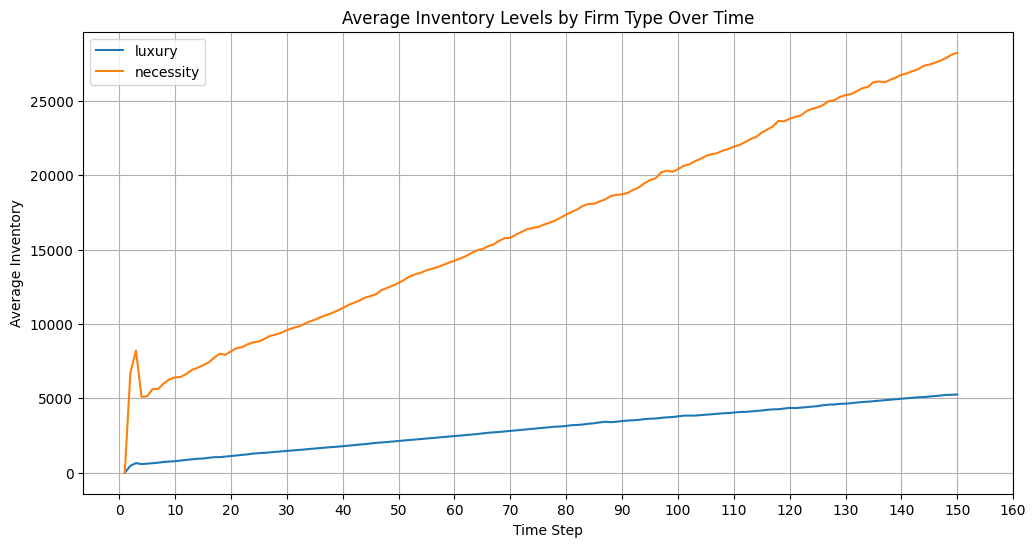 Average Inventory Levels by Firm Type Over Time
luxury
necessity
Average Inventory
25000
20000
15000
10000
5000
0
0 10 20 30 40 50 60 70 80 90 100 110 120 130 140 150 160
Time Step